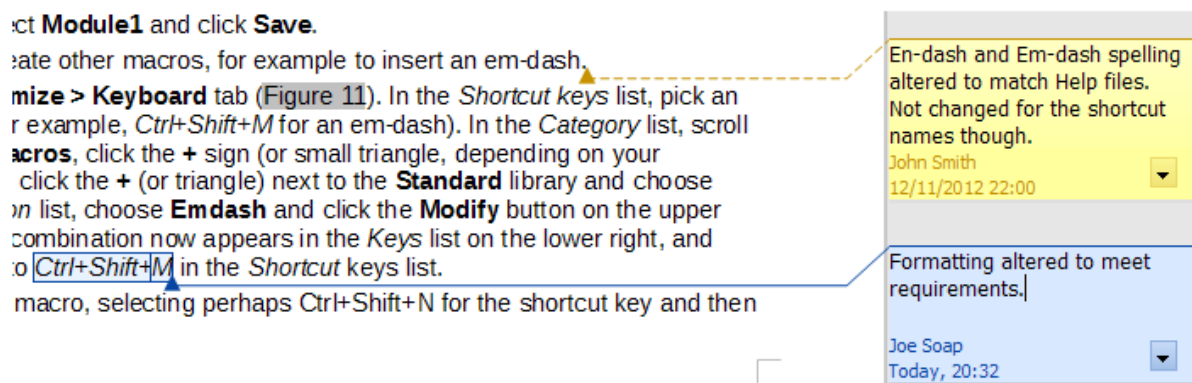 ect Module1 and click Save.
eate other macros, for example to insert an em-dash.
mize > Keyboard tab (Figure 11). In the Shortcut keys list, pick an
r example, Ctrl+Shift+M for an em-dash). In the Category list, scroll
acros, click the + sign (or small triangle, depending on your
click the + (or triangle) next to the Standard library and choose
on list, choose Emdash and click the Modify button on the upper
combination now appears in the Keys list on the lower right, and
to Ctrl+Shift+M in the Shortcut keys list.
macro, selecting perhaps Ctrl+Shift+N for the shortcut key and then
En-dash and Em-dash spelling
altered to match Help files.
Not changed for the shortcut
names though.
John Smith
12/11/2012 22:00
Formatting altered to meet
requirements.
Joe Soap
Today, 20:32